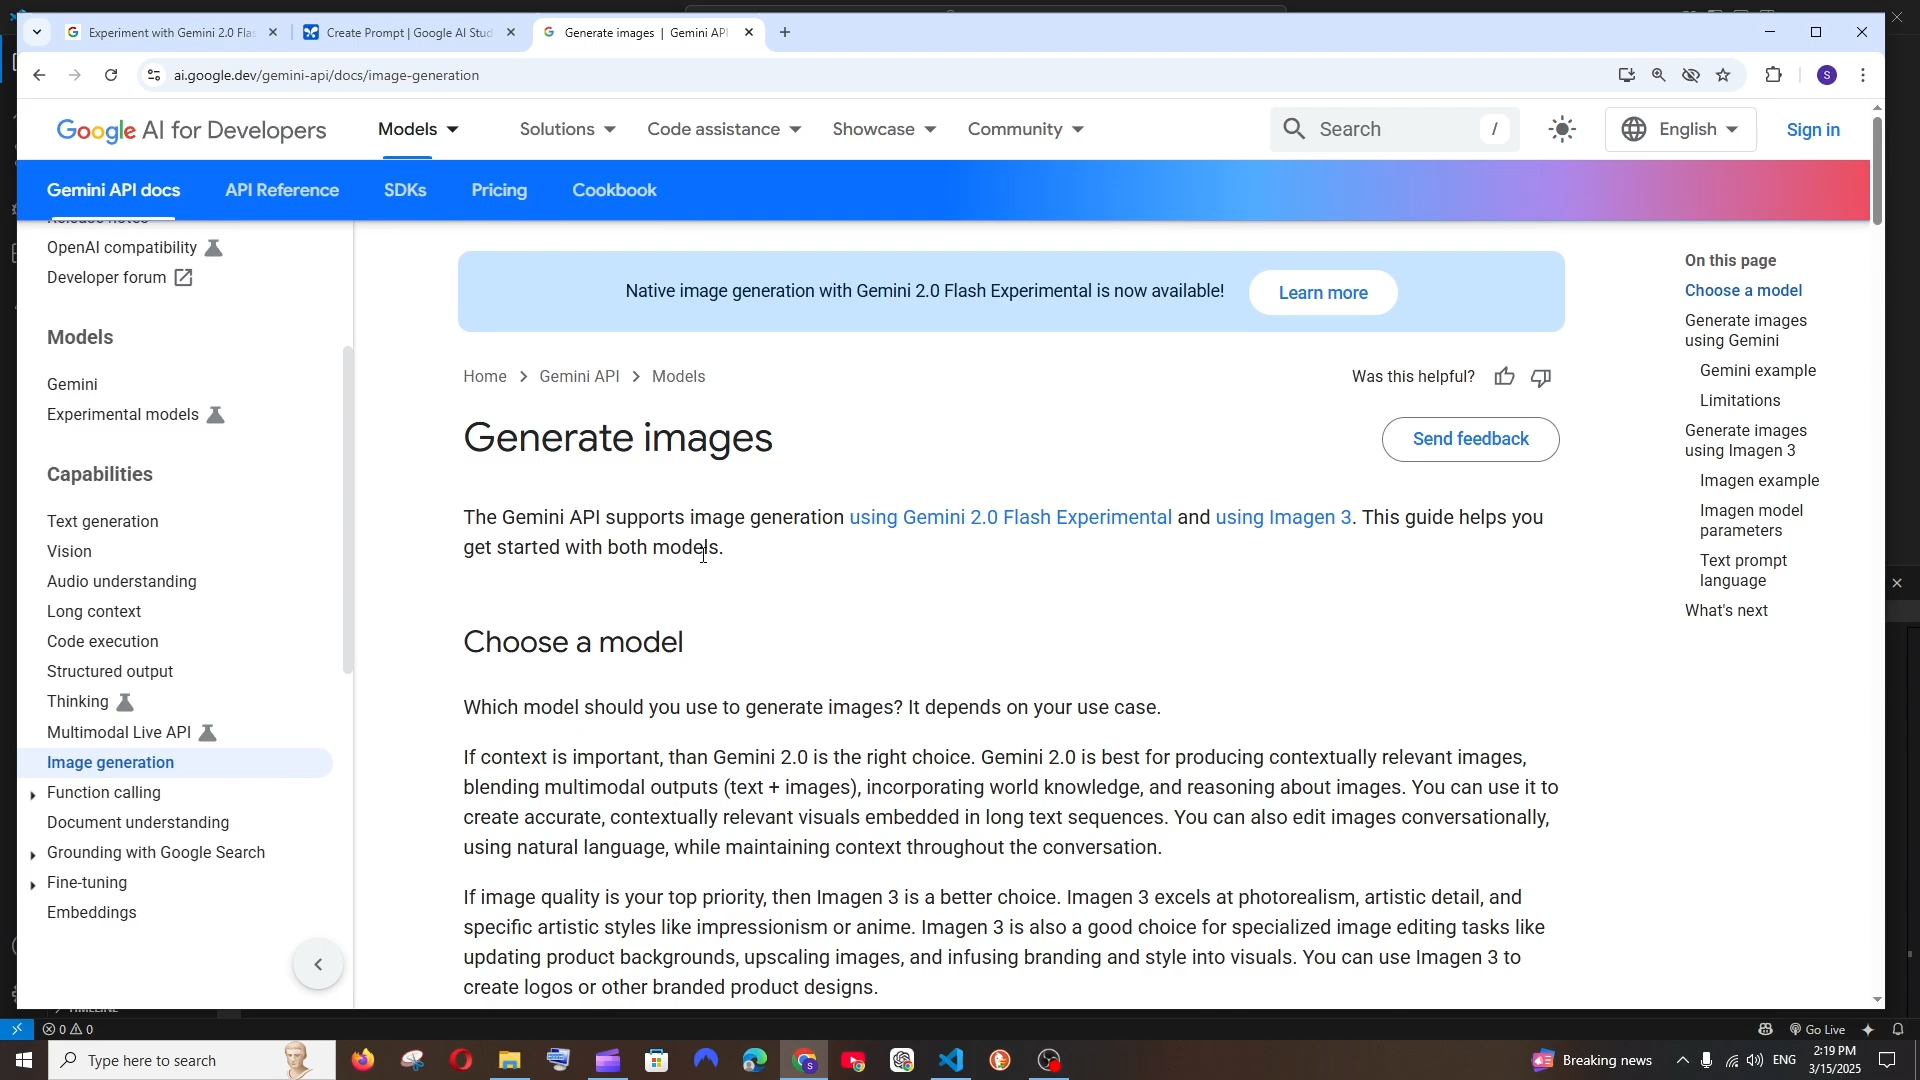 Experiment with Gemini 2.0 Flas
Create Prompt | Google AI Stud
Generate images | Gemini API
ai.google.dev/gemini-api/docs/image-generation
S
Google AI for Developers
Models
Solutions
Code assistance
Showcase
Community
Search
/
English
Sign in
Gemini API docs
API Reference
SDKs
Pricing
Cookbook
Release notes
OpenAI compatibility
Developer forum
Models
Gemini
Experimental models
Capabilities
Text generation
Vision
Audio understanding
Long context
Code execution
Structured output
Thinking
Multimodal Live API
Image generation
Function calling
Document understanding
Grounding with Google Search
Fine-tuning
Embeddings
Native image generation with Gemini 2.0 Flash Experimental is now available!
Learn more
Home > Gemini API > Models
Was this helpful?
Generate images
Send feedback
The Gemini API supports image generation using Gemini 2.0 Flash Experimental and using Imagen 3. This guide helps you
get started with both models.
Choose a model
Which model should you use to generate images? It depends on your use case.
If context is important, than Gemini 2.0 is the right choice. Gemini 2.0 is best for producing contextually relevant images,
blending multimodal outputs (text + images), incorporating world knowledge, and reasoning about images. You can use it to
create accurate, contextually relevant visuals embedded in long text sequences. You can also edit images conversationally,
using natural language, while maintaining context throughout the conversation.
If image quality is your top priority, then Imagen 3 is a better choice. Imagen 3 excels at photorealism, artistic detail, and
specific artistic styles like impressionism or anime. Imagen 3 is also a good choice for specialized image editing tasks like
updating product backgrounds, upscaling images, and infusing branding and style into visuals. You can use Imagen 3 to
create logos or other branded product designs.
On this page
Choose a model
Generate images
using Gemini
Gemini example
Limitations
Generate images
using Imagen 3
Imagen example
Imagen model
parameters
Text prompt
language
What's next
TIMELINE
0 0
Go Live
Type here to search
Breaking news
ENG
2:19 PM
3/15/2025